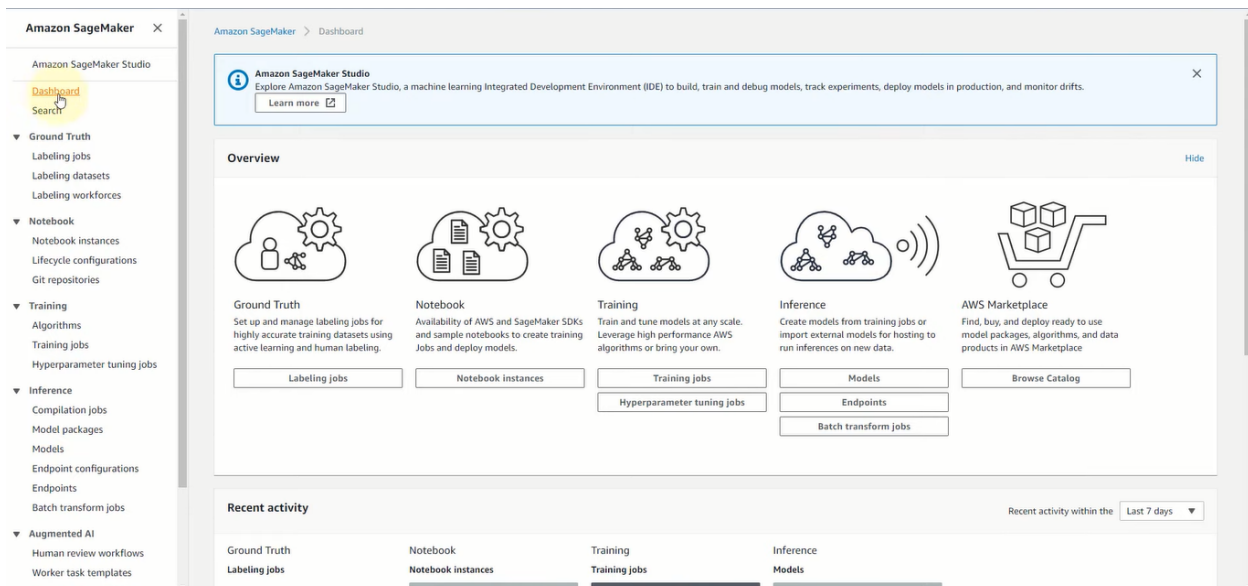 Amazon SageMaker
Amazon SageMaker Studio
Dashboard
Search
Ground Truth
Labeling jobs
Labeling datasets
Labeling workforces
Notebook
Notebook instances
Lifecycle configurations
Git repositories
Training
Algorithms
Training jobs
Hyperparameter tuning jobs
Inference
Compilation jobs
Model packages
Models
Endpoint configurations
Endpoints
Batch transform jobs
Augmented AI
Human review workflows
Worker task templates
Amazon SageMaker > Dashboard
Amazon SageMaker Studio
Explore Amazon SageMaker Studio, a machine learning Integrated Development Environment (IDE) to build, train and debug models, track experiments, deploy models in production, and monitor drifts.
Learn more
Overview
Hide
Ground Truth
Set up and manage labeling jobs for
highly accurate training datasets using
active learning and human labeling.
Labeling jobs
Notebook
Availability of AWS and SageMaker SDKs
and sample notebooks to create training
Jobs and deploy models.
Notebook instances
Training
Train and tune models at any scale.
Leverage high performance AWS
algorithms or bring your own.
Training jobs
Hyperparameter tuning jobs
Inference
Create models from training jobs or
import external models for hosting to
run inferences on new data.
Models
Endpoints
Batch transform jobs
AWS Marketplace
Find, buy, and deploy ready to use
model packages, algorithms, and data
products in AWS Marketplace
Browse Catalog
Recent activity
Recent activity within the
Last 7 days
Ground Truth
Labeling jobs
Notebook
Notebook instances
Training
Training jobs
Inference
Models